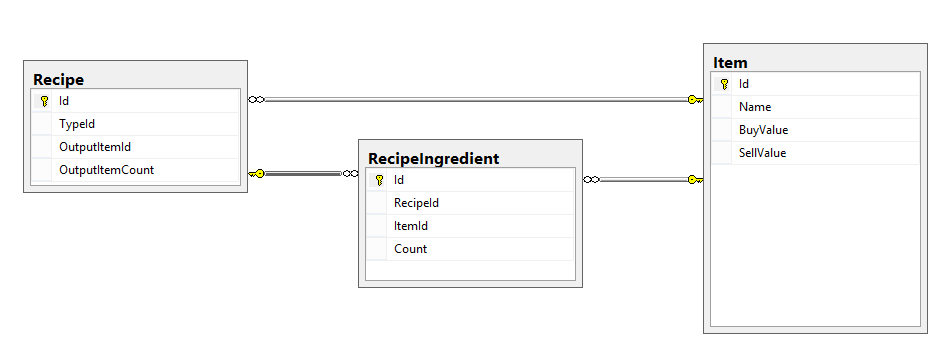 Recipe
Id
TypeId
OutputItemId
OutputItemCount
RecipeIngredient
Id
RecipeId
ItemId
Count
Item
Id
Name
BuyValue
SellValue